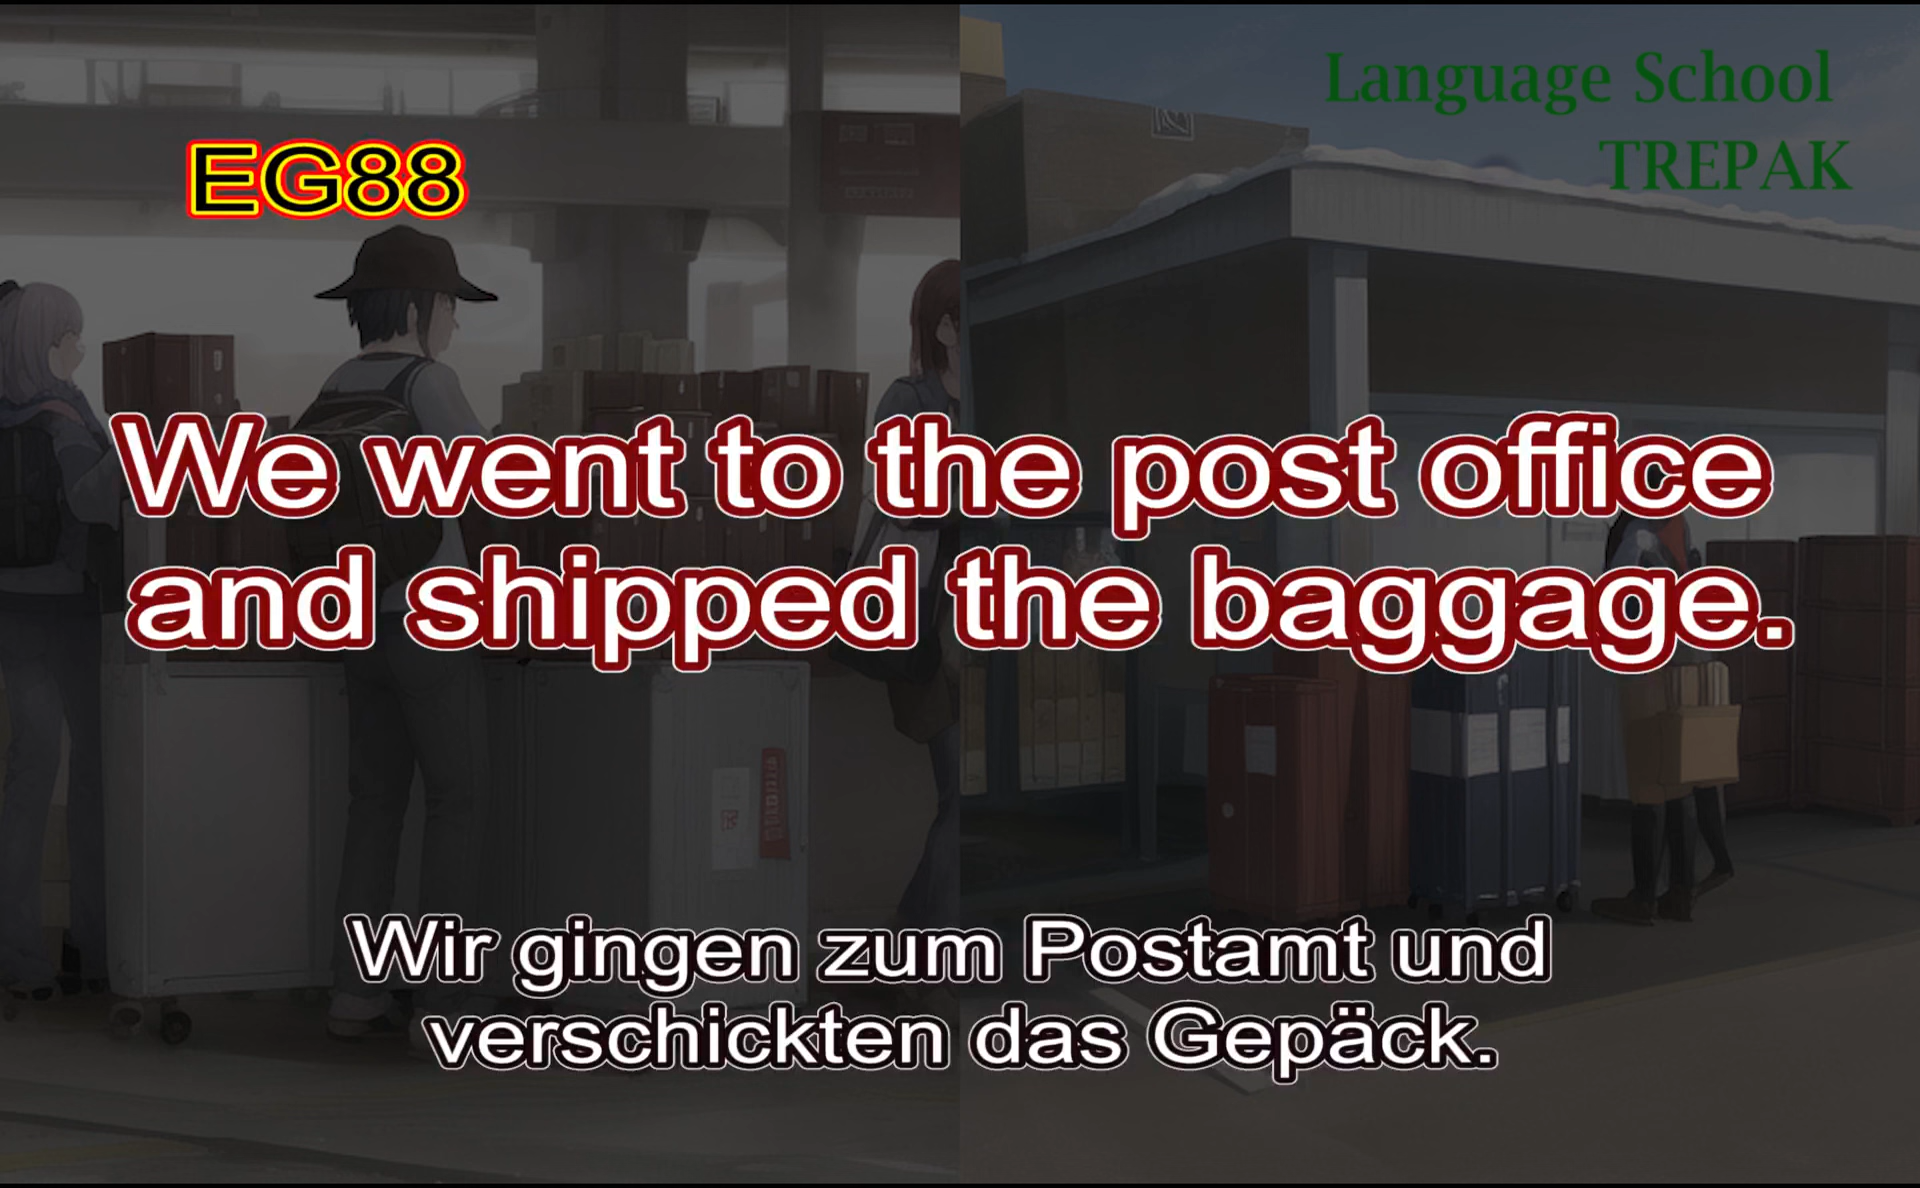 Language School
TREPAK
EG88
We went to the post office
and shipped the baggage.
Wir gingen zum Postamt und
verschickten das Gepäck.